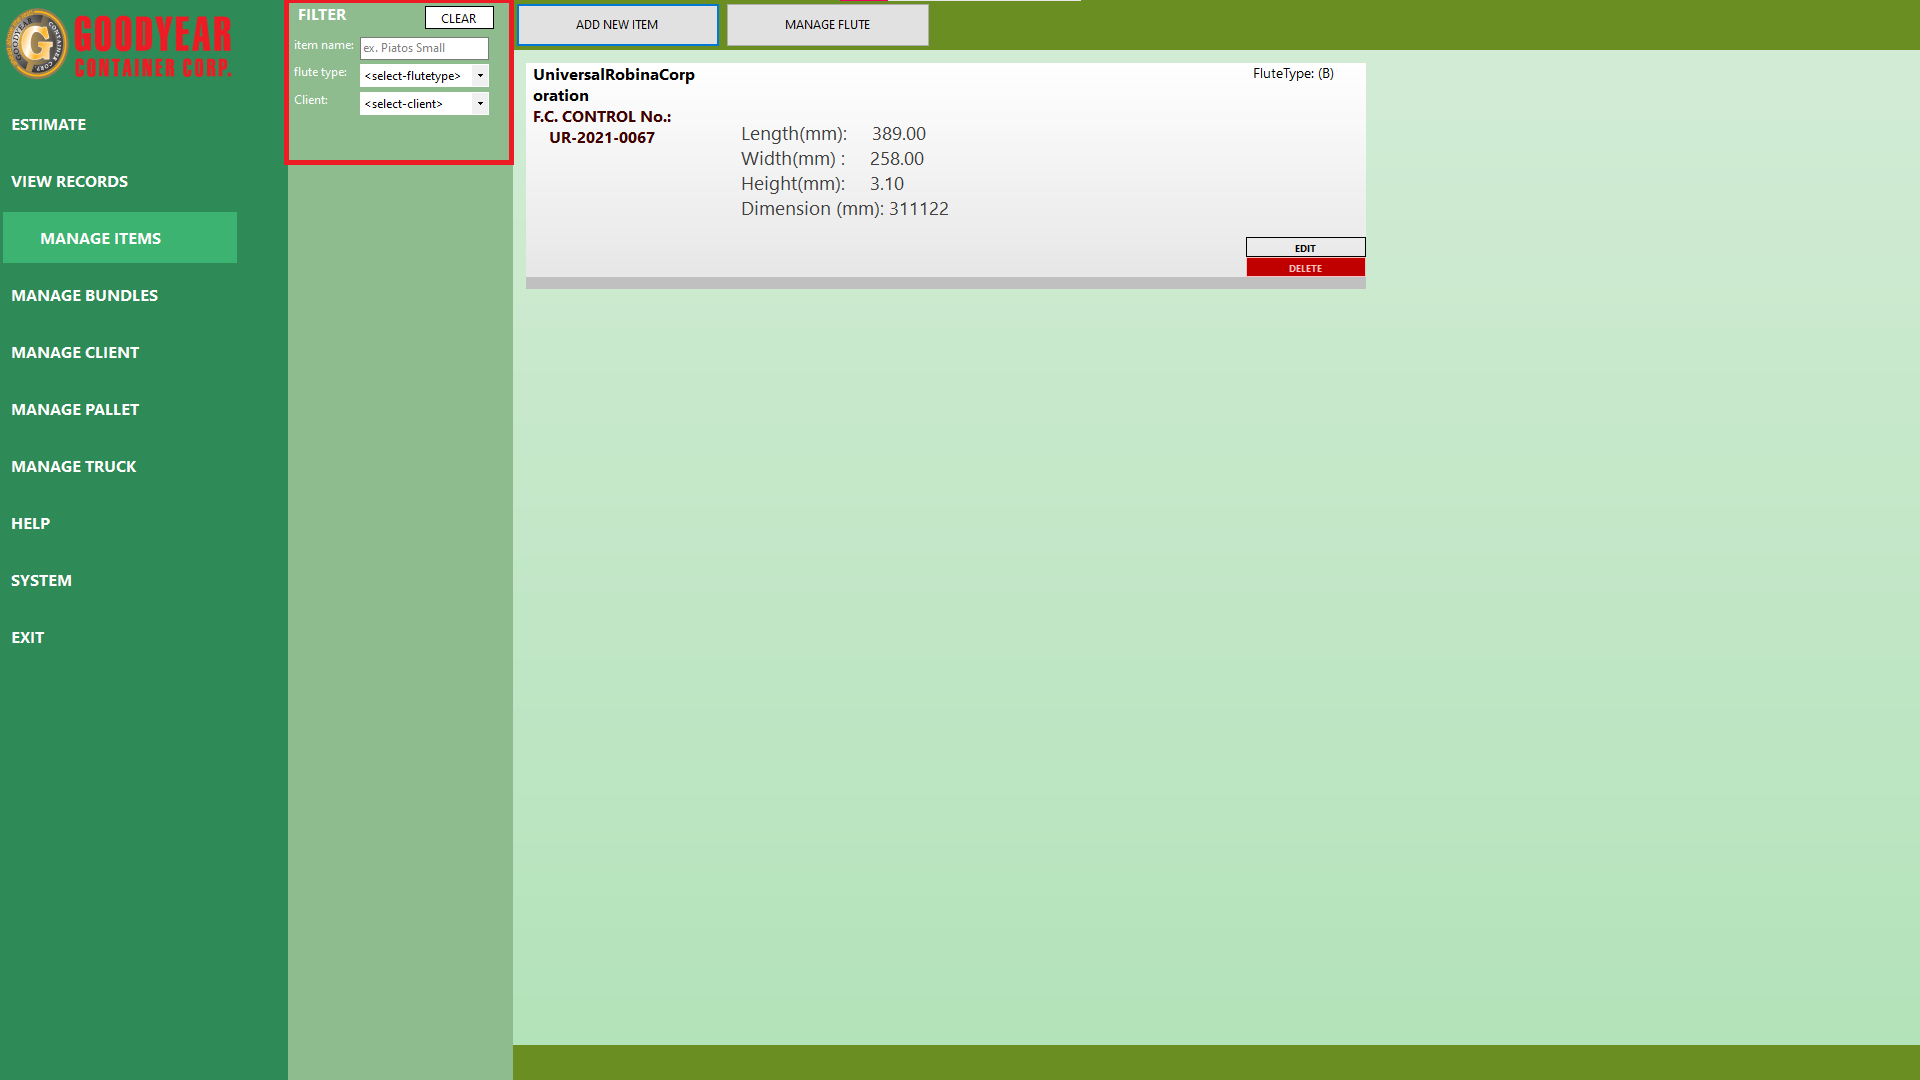 GOODYEAR
CONTAINER CORP.
ESTIMATE
VIEW RECORDS
MANAGE ITEMS
MANAGE BUNDLES
MANAGE CLIENT
MANAGE PALLET
MANAGE TRUCK
HELP
SYSTEM
EXIT
FILTER
CLEAR
item name: ex. Piatos Small
flute type: <select-flutetype>
Client: <select-client>
ADD NEW ITEM
MANAGE FLUTE
UniversalRobinaCorp
oration
F.C. CONTROL No.:
UR-2021-0067
Length(mm): 389.00
Width(mm) : 258.00
Height(mm): 3.10
Dimension (mm): 311122
FluteType: (B)
EDIT
DELETE